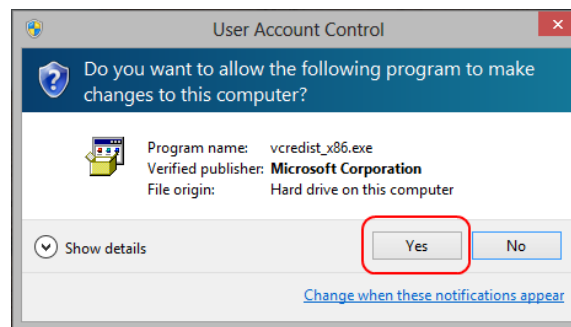 User Account Control
Do you want to allow the following program to make
changes to this computer?
Program name: vcredist_x86.exe
Verified publisher: Microsoft Corporation
File origin: Hard drive on this computer
Show details
Yes
No
Change when these notifications appear